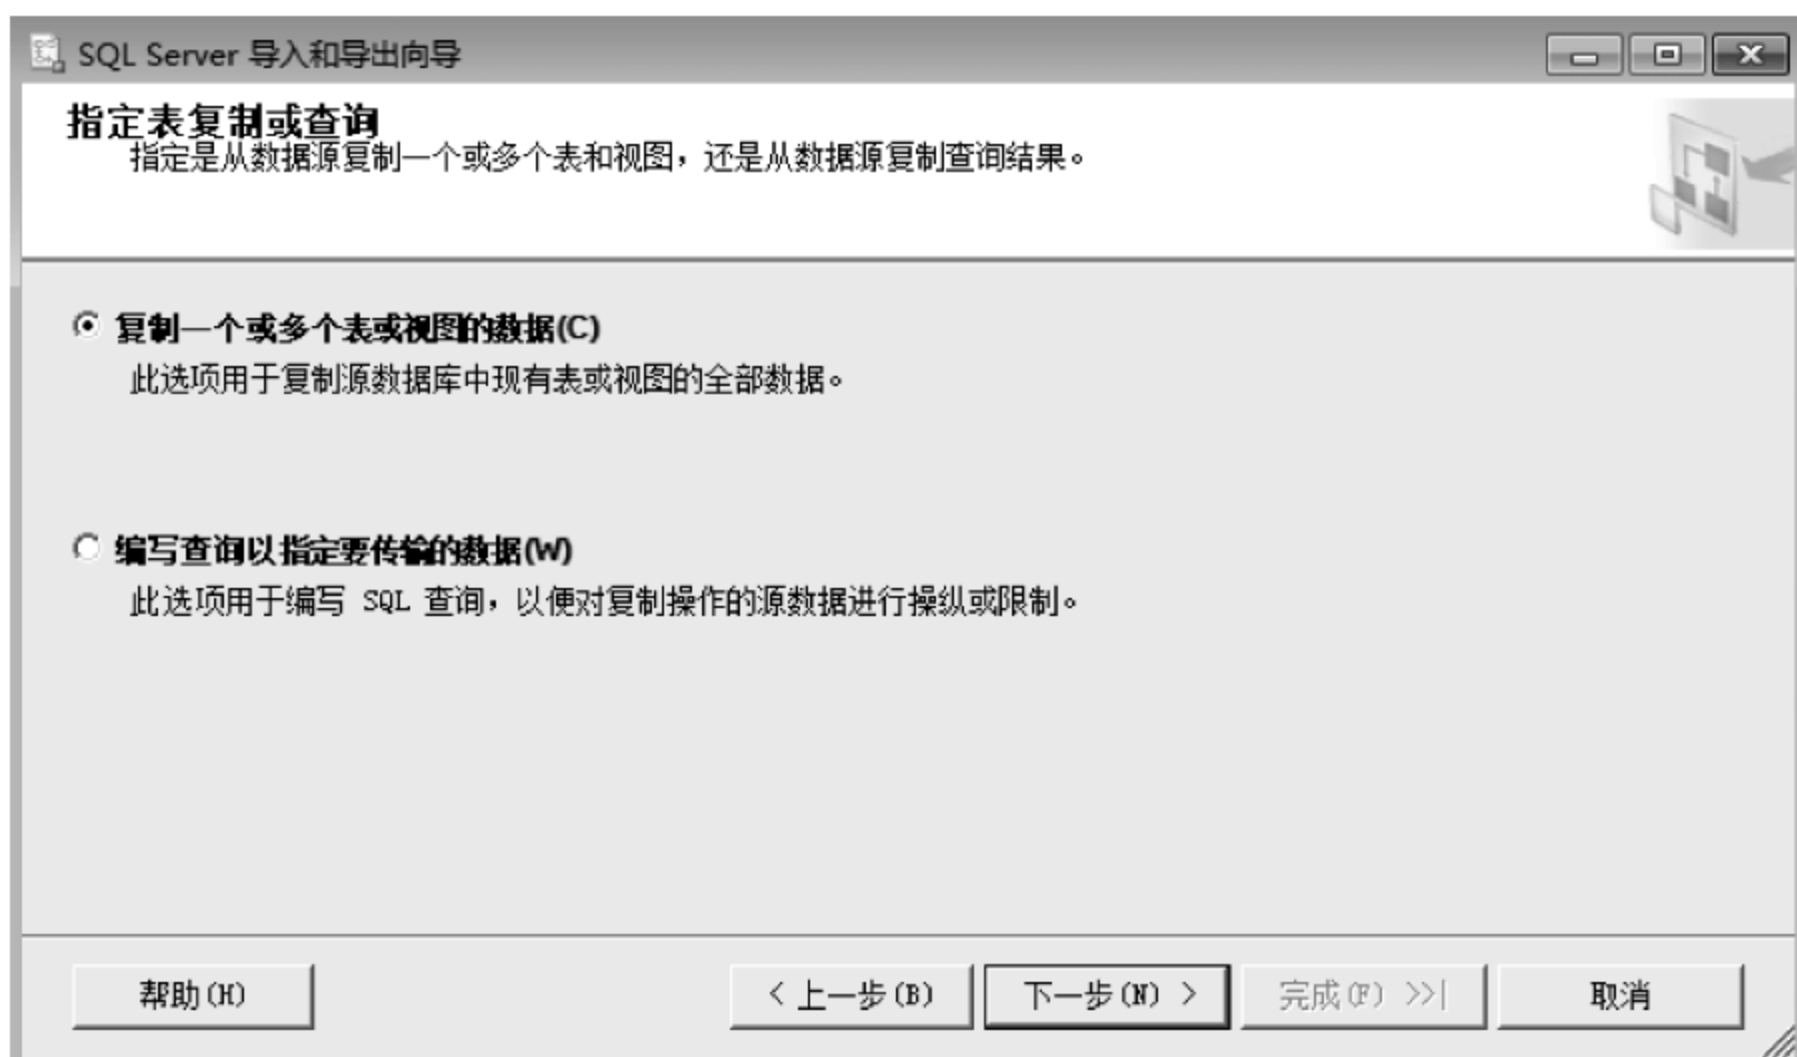 SQL Server 导入和导出向导
指定表复制或查询
指定是从数据源复制一个或多个表和视图，还是从数据源复制查询结果。
复制一个或多个表或视图的数据(C)
此选项用于复制源数据库中现有表或视图的全部数据。
编写查询以指定要传输的数据(W)
此选项用于编写 SQL 查询，以便对复制操作的源数据进行操纵或限制。
帮助(H)
< 上一步(B)
下一步(N) >
完成(F) >>|
取消